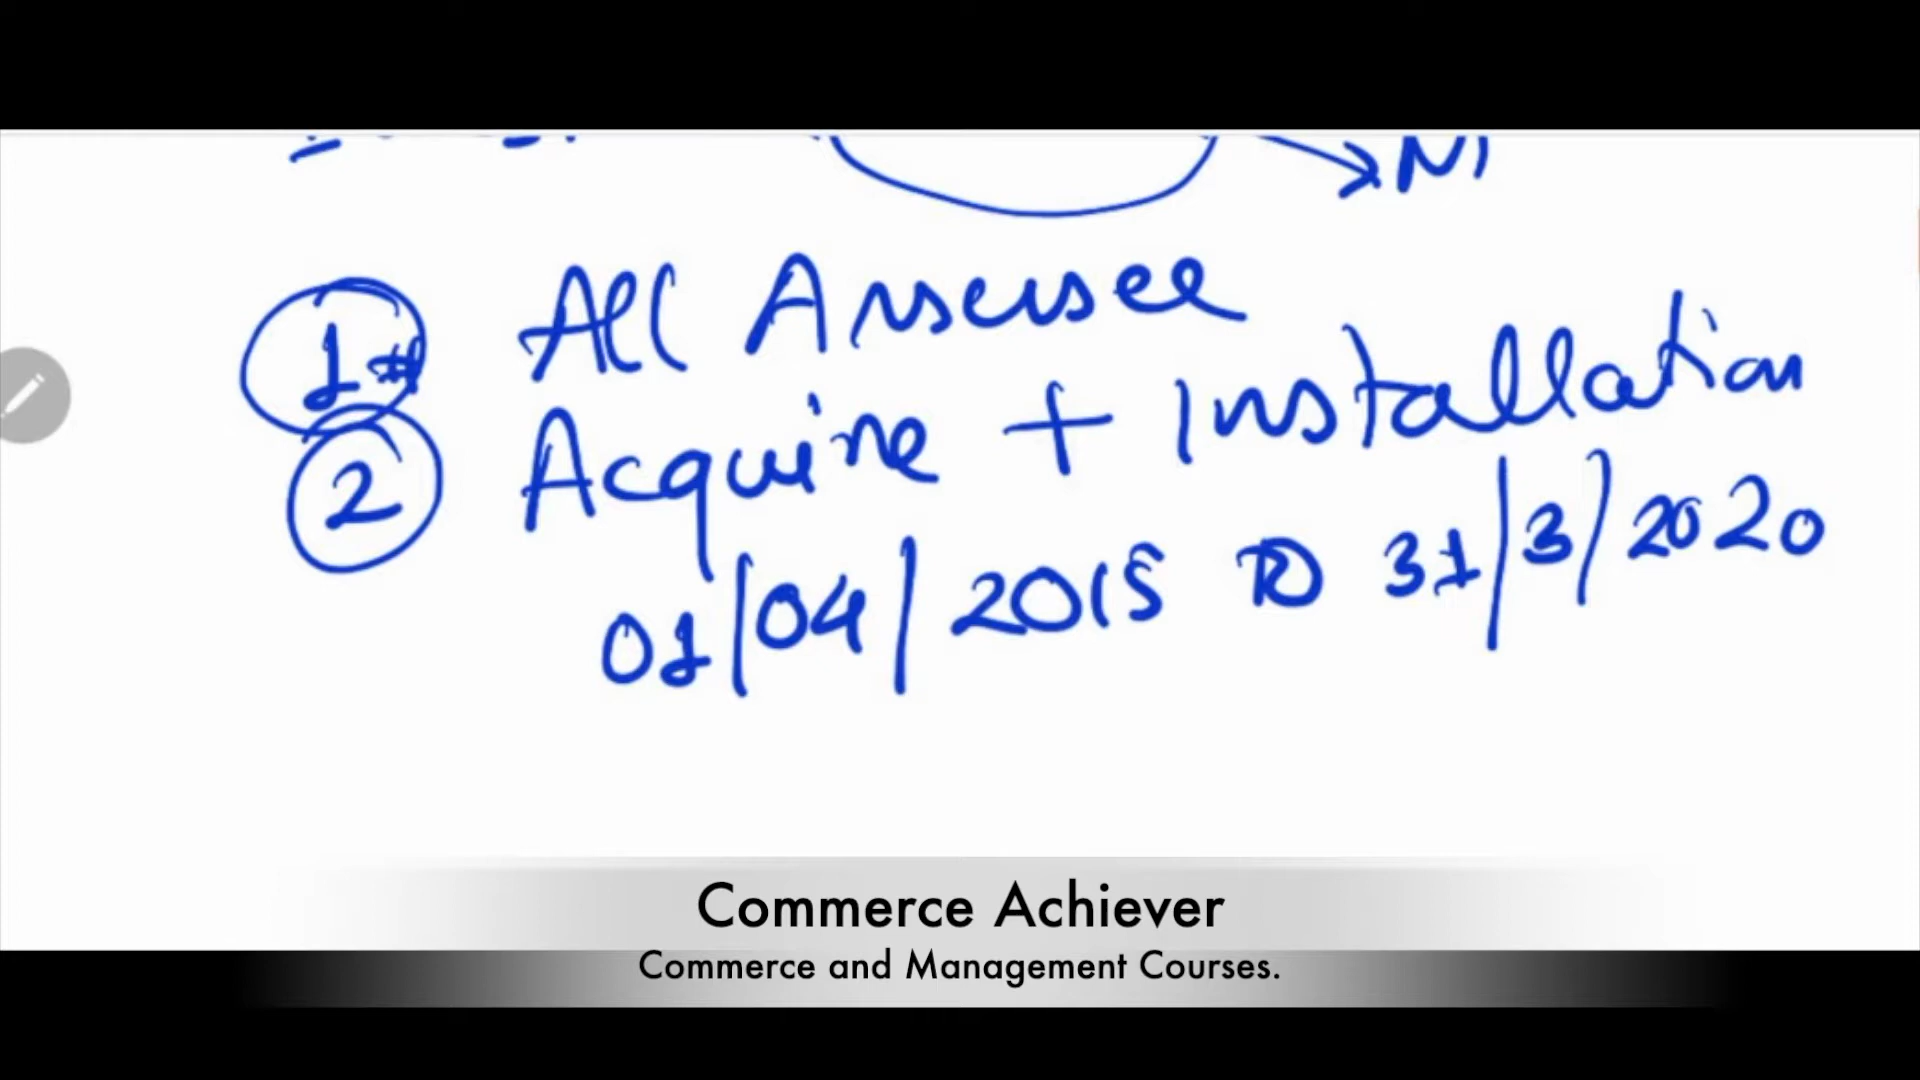 1 All Assessee
2 Acquire + Installation
01/04/2015 TO 31/3/2020
Commerce Achiever
Commerce and Management Courses.